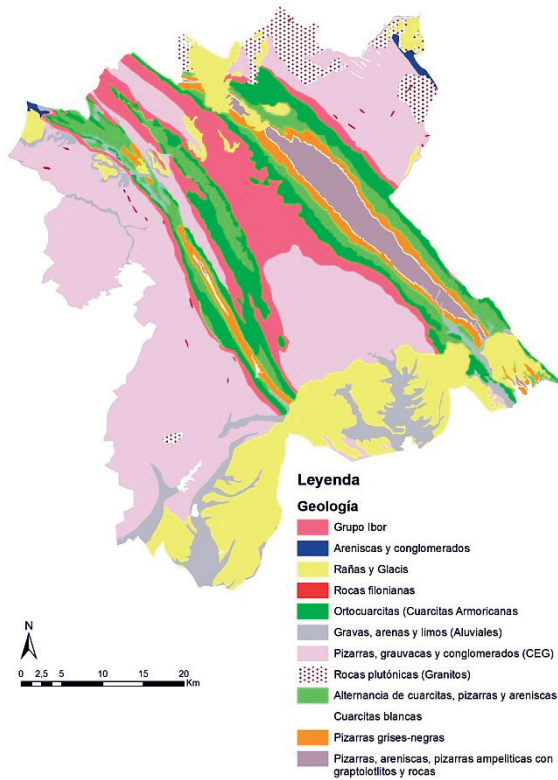 Leyenda
Geología
Grupo Ibor
Areniscas y conglomerados
Rañas y Glacis
Rocas filonianas
Ortocuarcitas (Cuarcitas Armoricanas
Gravas, arenas y limos (Aluviales)
Pizarras, grauvacas y conglomerados (CEG)
Rocas plutónicas (Granitos)
Alternancia de cuarcitas, pizarras y areniscas
Cuarcitas blancas
Pizarras grises-negras
Pizarras, areniscas, pizarras ampelíticas con
graptolotlitos y rocas
N
0 2,5 5 10 15 20
Km